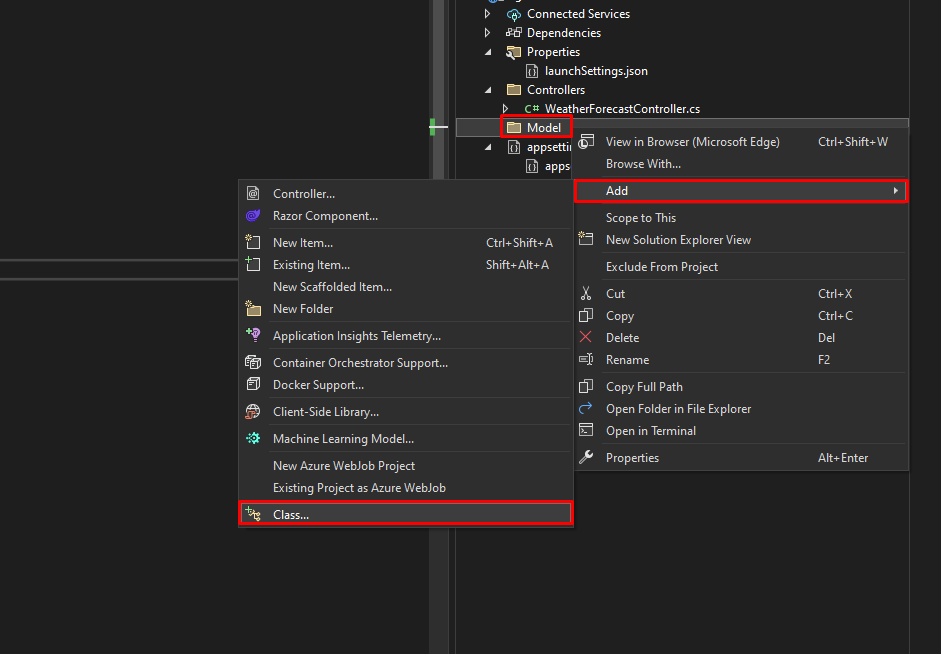 Connected Services
Dependencies
Properties
launchSettings.json
Controllers
C# WeatherForecastController.cs
Model
View in Browser (Microsoft Edge) Ctrl+Shift+W
Browse With...
Add
Scope to This
New Solution Explorer View
Exclude From Project
Cut Ctrl+X
Copy Ctrl+C
Delete Del
Rename F2
Copy Full Path
Open Folder in File Explorer
Open in Terminal
Properties Alt+Enter
Controller...
Razor Component...
New Item... Ctrl+Shift+A
Existing Item... Shift+Alt+A
New Scaffolded Item...
New Folder
Application Insights Telemetry...
Container Orchestrator Support...
Docker Support...
Client-Side Library...
Machine Learning Model...
New Azure WebJob Project
Existing Project as Azure WebJob
Class...